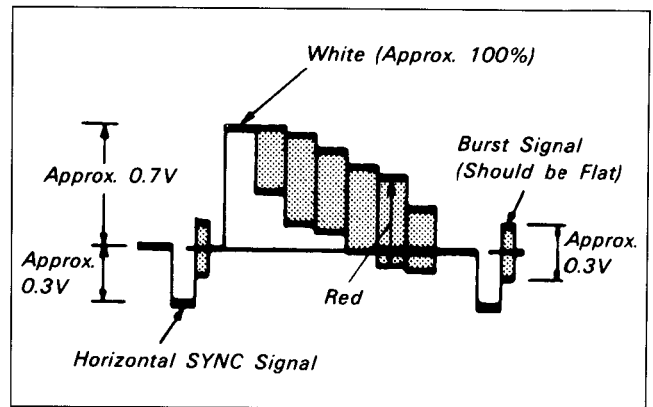 White (Approx. 100%)
Burst Signal
(Should be Flat)
Approx. 0.7V
Approx.
0.3V
Approx.
0.3V
Red
Horizontal SYNC Signal